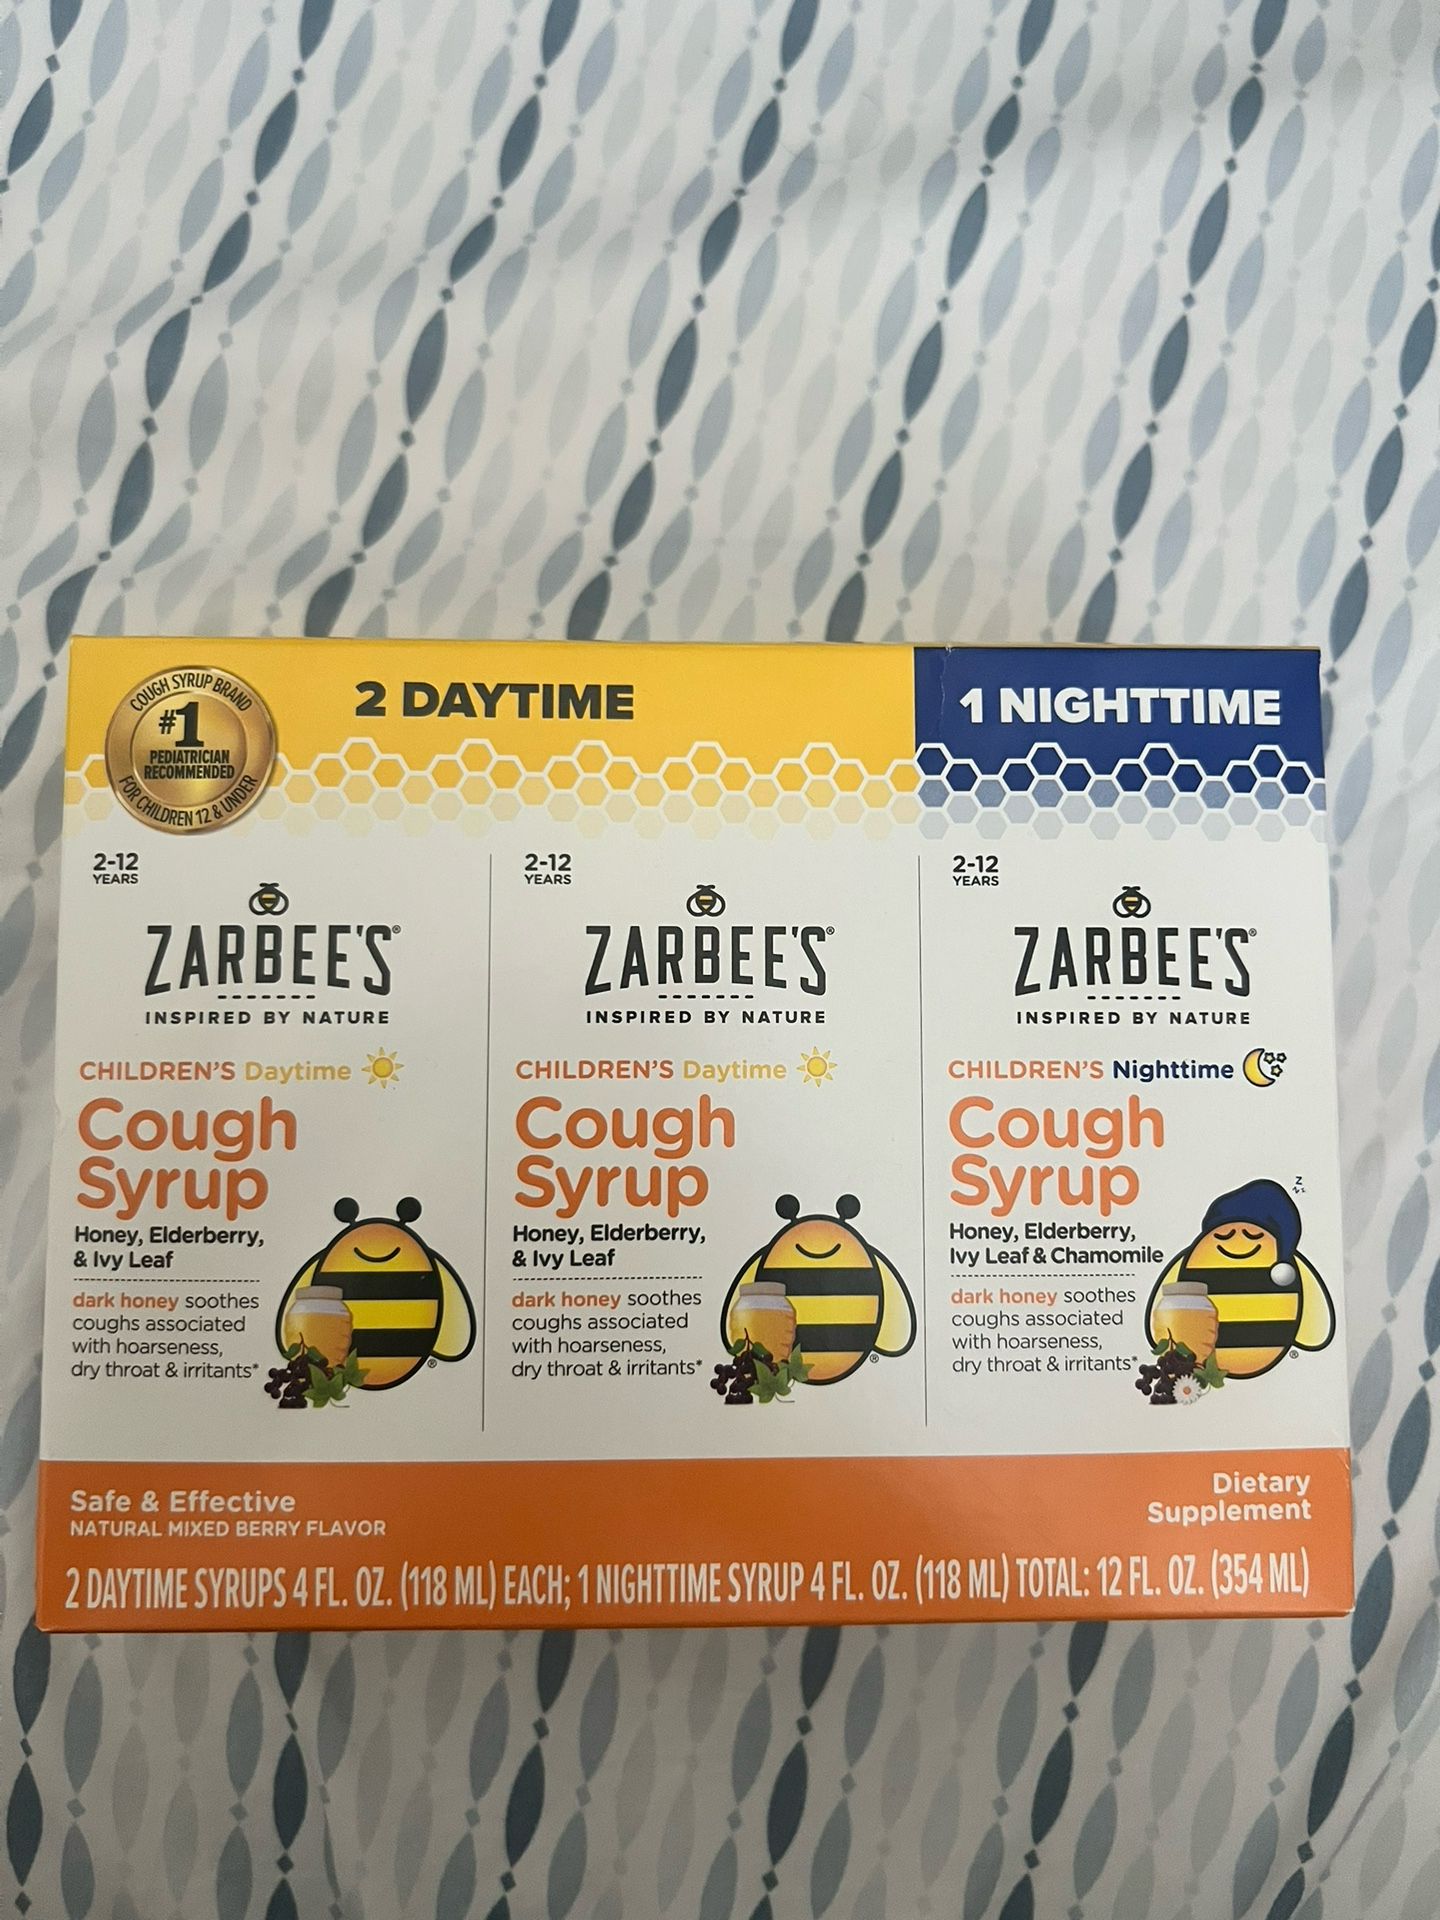 COUGH SYRUP BRAND
#1
PEDIATRICIAN
RECOMMENDED
FOR CHILDREN 12 & UNDER
2 DAYTIME
1 NIGHTTIME
2-12
YEARS
ZARBEE'S®
INSPIRED BY NATURE
CHILDREN'S Daytime
Cough
Syrup
Honey, Elderberry,
& Ivy Leaf
dark honey soothes
coughs associated
with hoarseness,
dry throat & irritants*
®
2-12
YEARS
ZARBEE'S®
INSPIRED BY NATURE
CHILDREN'S Daytime
Cough
Syrup
Honey, Elderberry,
& Ivy Leaf
dark honey soothes
coughs associated
with hoarseness,
dry throat & irritants*
®
2-12
YEARS
ZARBEE'S®
INSPIRED BY NATURE
CHILDREN'S Nighttime
Cough
Syrup
Honey, Elderberry,
Ivy Leaf & Chamomile
dark honey soothes
coughs associated
with hoarseness,
dry throat & irritants*
z
zz
®
Safe & Effective
NATURAL MIXED BERRY FLAVOR
Dietary
Supplement
2 DAYTIME SYRUPS 4 FL. OZ. (118 ML) EACH; 1 NIGHTTIME SYRUP 4 FL. OZ. (118 ML) TOTAL: 12 FL. OZ. (354 ML)